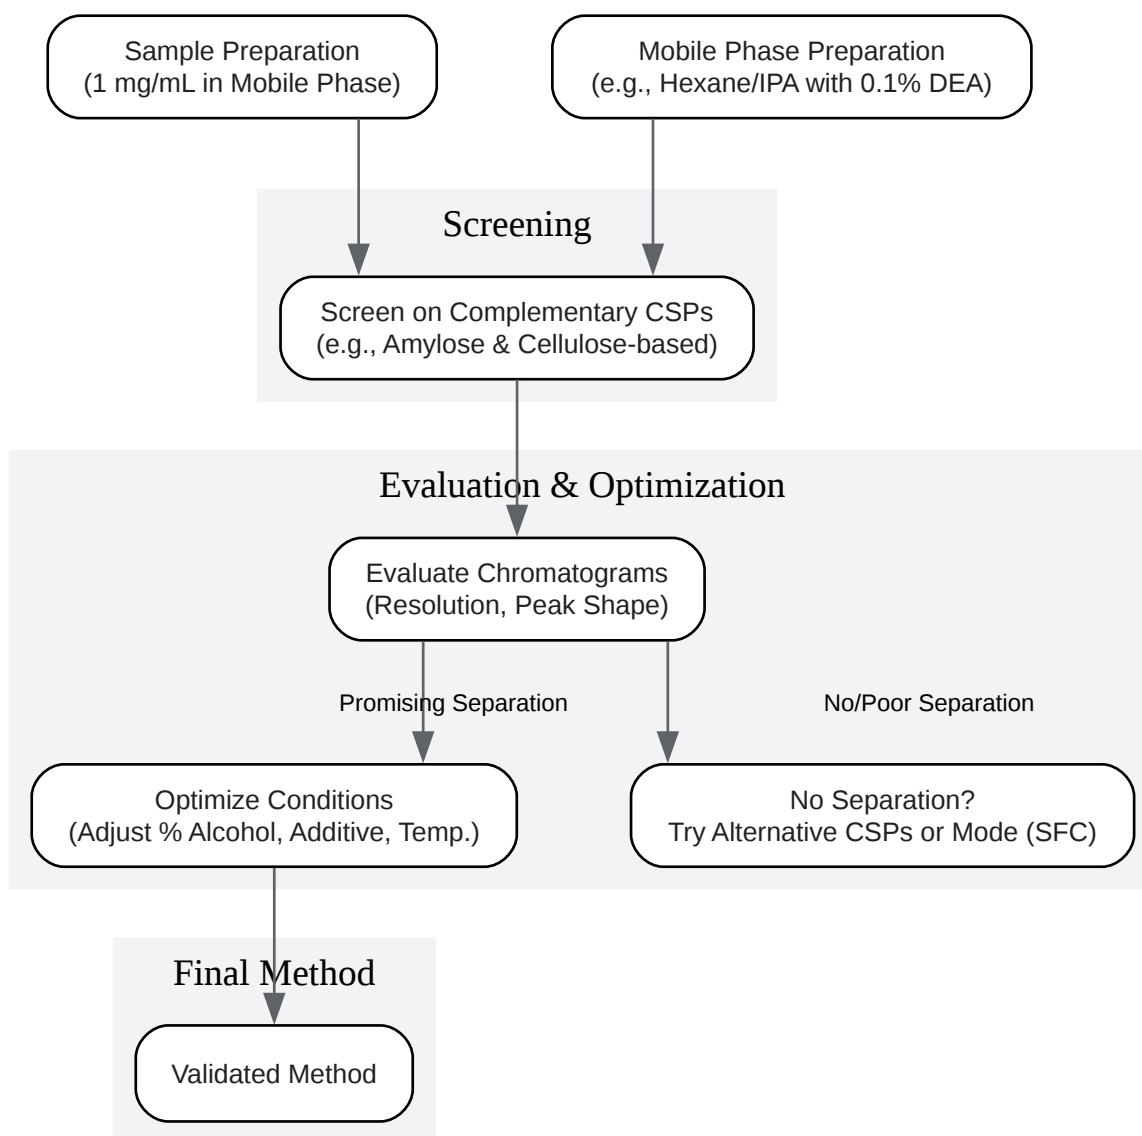 Sample Preparation
(1 mg/mL in Mobile Phase)
Mobile Phase Preparation
(e.g., Hexane/IPA with 0.1% DEA)
Screening
Screen on Complementary CSPs
(e.g., Amylose & Cellulose-based)
Evaluation & Optimization
Evaluate Chromatograms
(Resolution, Peak Shape)
Promising Separation
No/Poor Separation
Optimize Conditions
(Adjust % Alcohol, Additive, Temp.)
No Separation?
Try Alternative CSPs or Mode (SFC)
Final Method
Validated Method